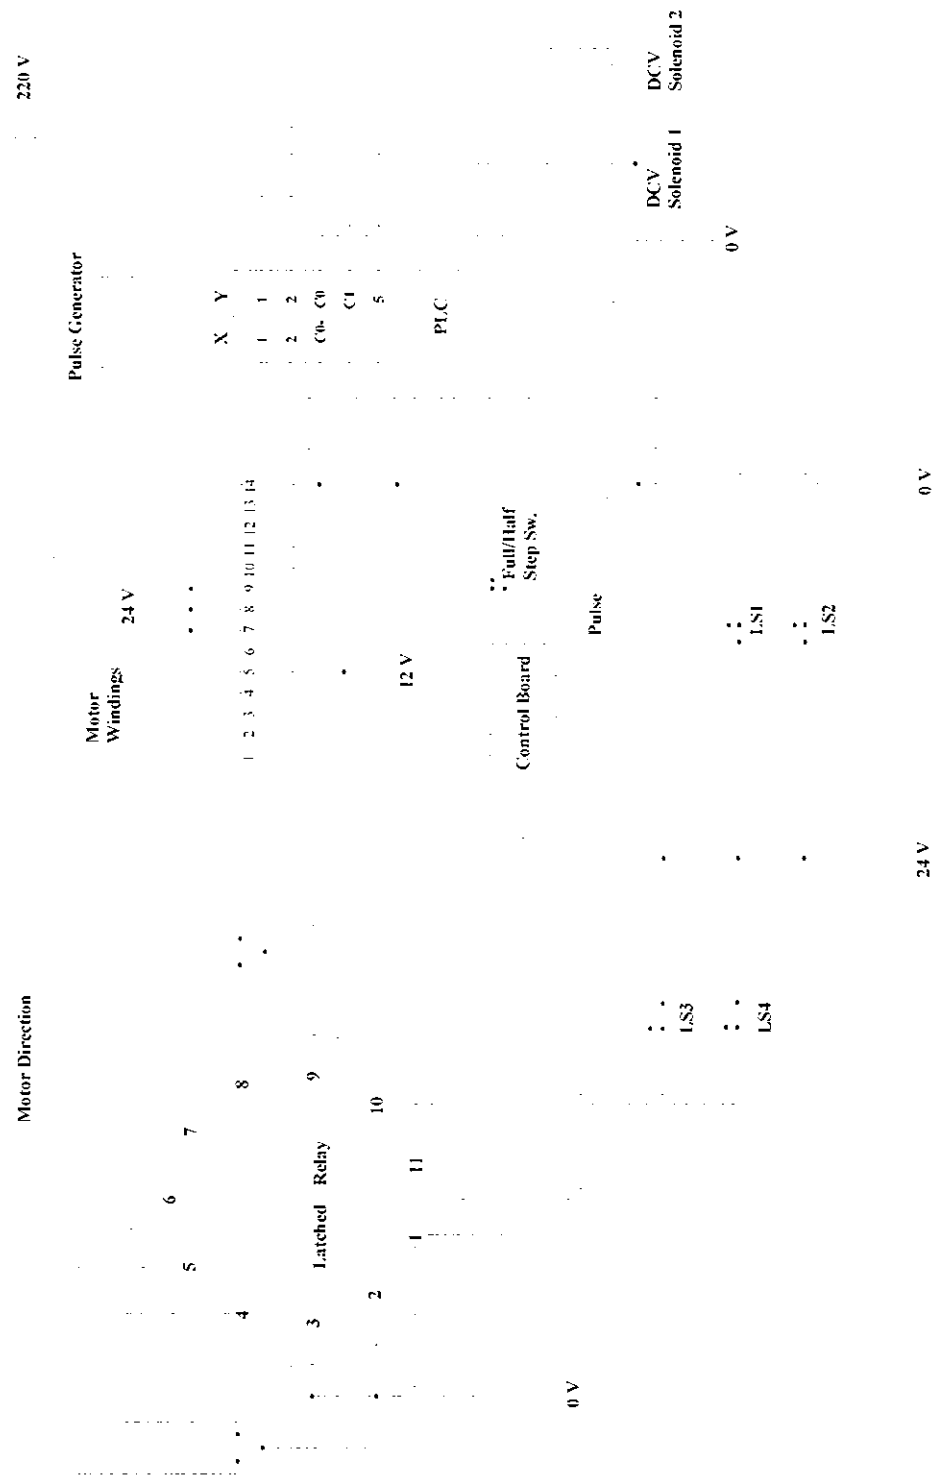 Motor Direction
220 V
Pulse Generator
Motor
Windings
24 V
6
5 7
4 8
3 9
Latched Relay
2 10
1 11
0 V
1 2 3 4 5 6 7 8 9 10 11 12 13 14
12 V
X Y
1 1
2 2
C0- C0
C1
5
PLC
Control Board
Full/Half
Step Sw.
Pulse
DCV
Solenoid 1
DCV
Solenoid 2
0 V
LS3
LS4
LS1
LS2
24 V
0 V